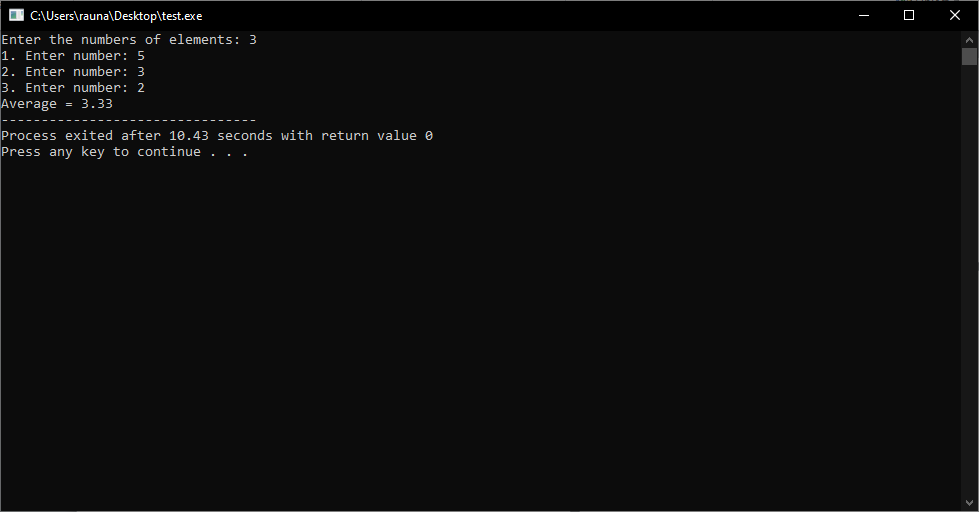 C:\Users\rauna\Desktop\test.exe
Enter the numbers of elements: 3
1. Enter number: 5
2. Enter number: 3
3. Enter number: 2
Average = 3.33
--------------------------------
Process exited after 10.43 seconds with return value 0
Press any key to continue . . .